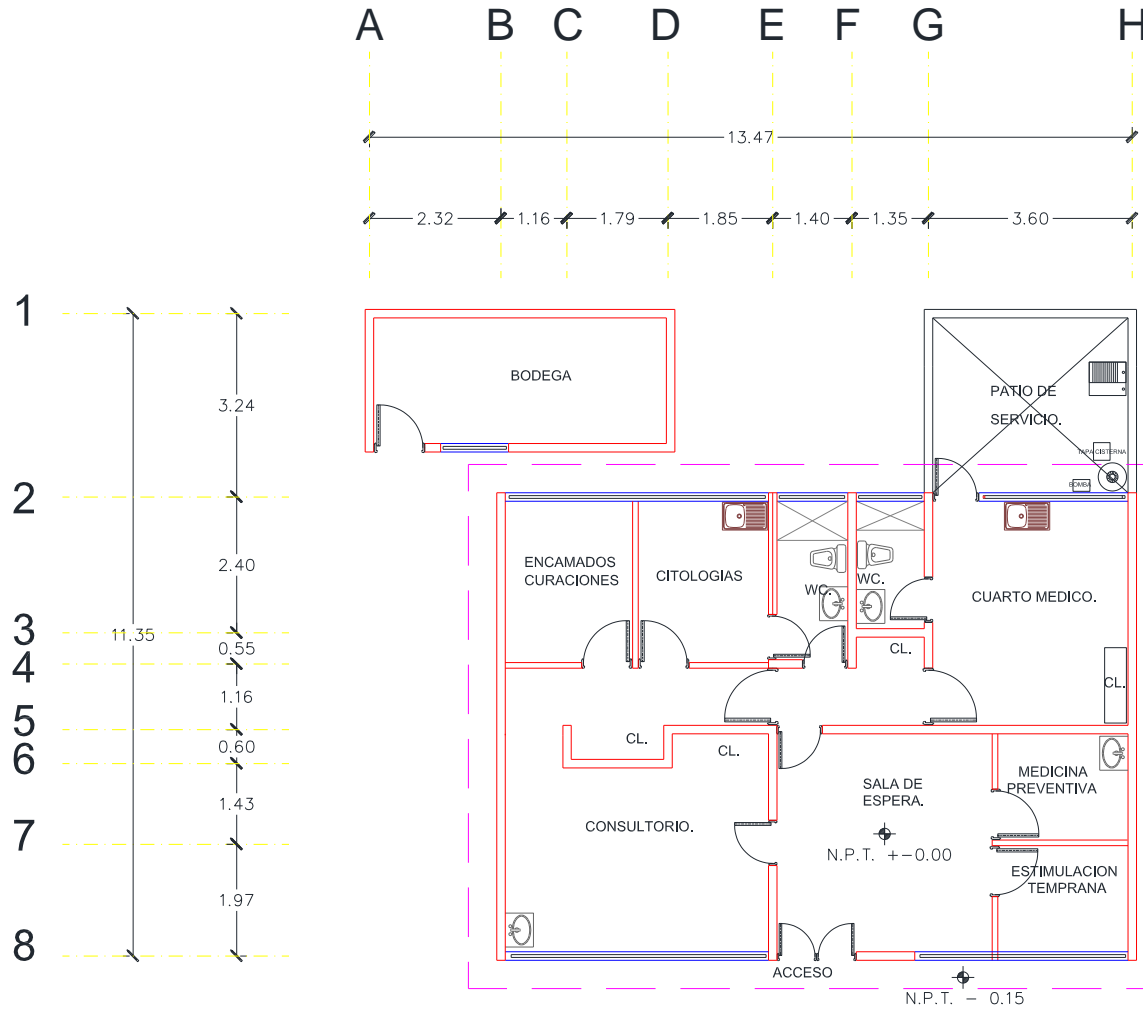 A B C D E F G H
13.47
2.32 1.16 1.79 1.85 1.40 1.35 3.60
1
3.24
BODEGA
PATIO DE
SERVICIO.
TAPA CISTERNA
BOMBA
2
2.40
ENCAMADOS
CURACIONES
CITOLOGIAS
WC.
WC.
CUARTO MEDICO.
3
11.35
0.55
4
CL.
CL.
1.16
5
0.60
CL.
CL.
6
1.43
SALA DE
ESPERA.
MEDICINA
PREVENTIVA
7
CONSULTORIO.
N.P.T. +-0.00
1.97
ESTIMULACION
TEMPRANA
8
ACCESO
N.P.T. - 0.15